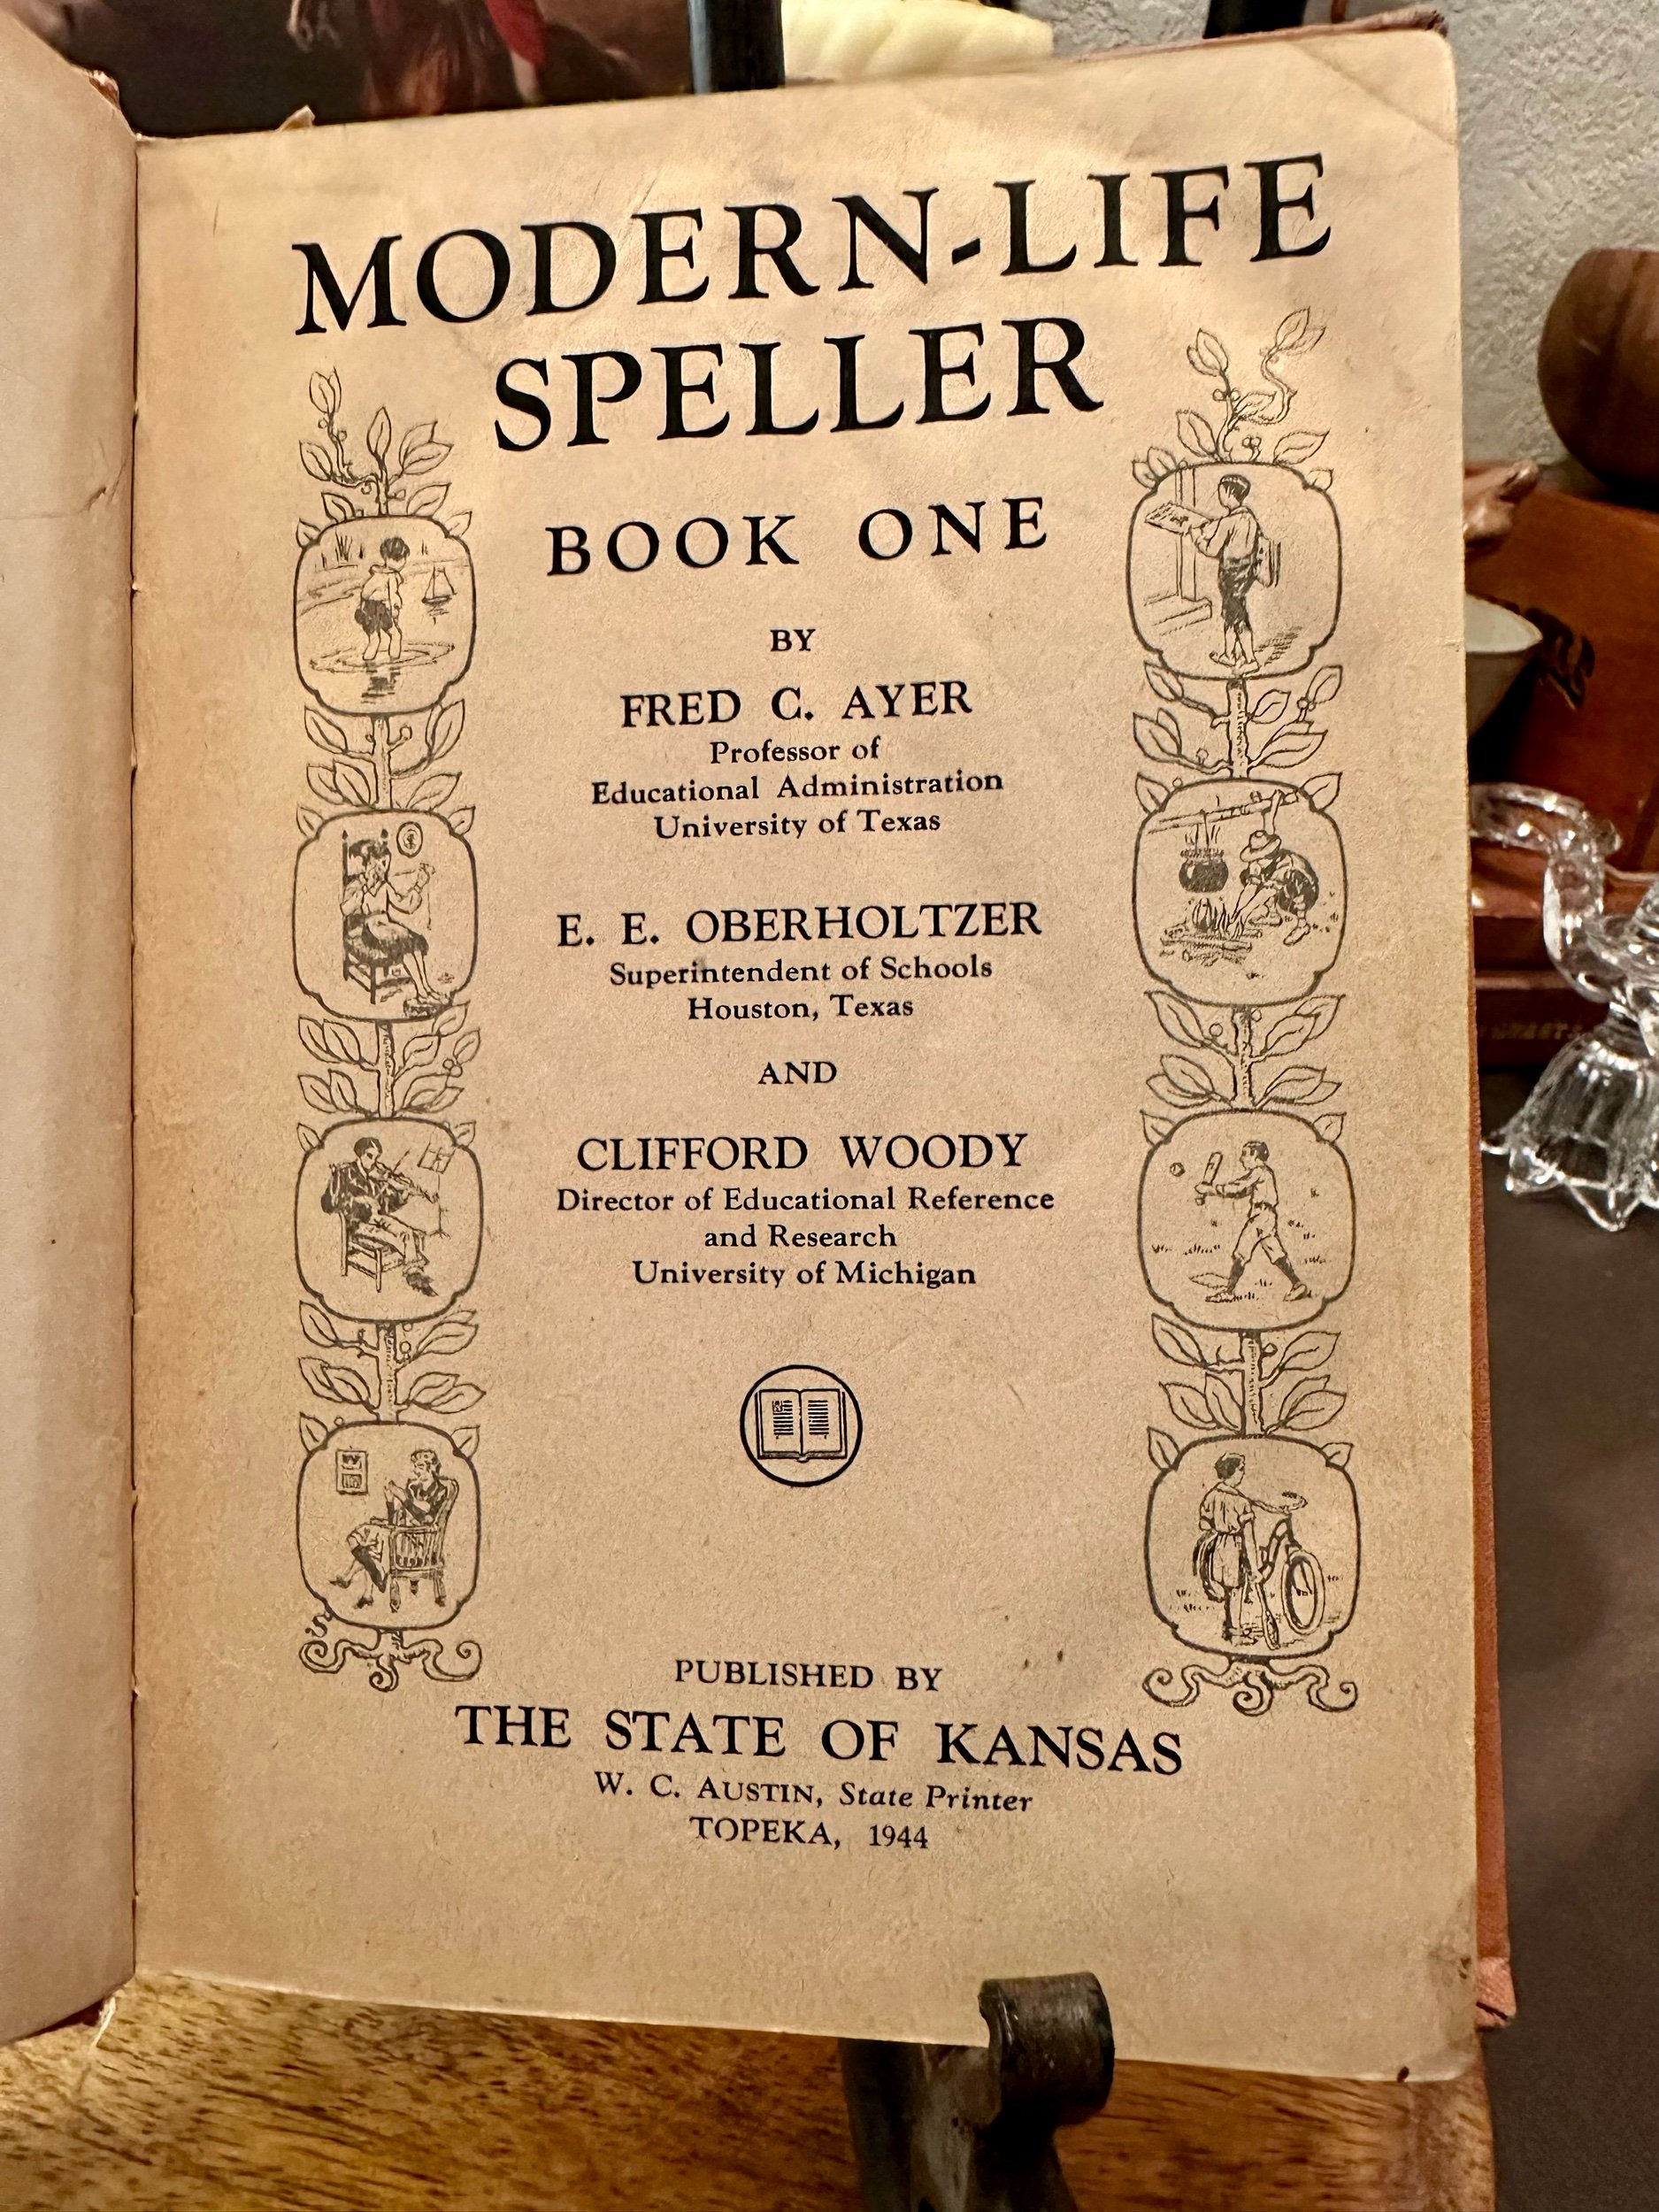 MODERN-LIFE
SPELLER
BOOK ONE
BY
FRED C. AYER
Professor of
Educational Administration
University of Texas
E. E. OBERHOLTZER
Superintendent of Schools
Houston, Texas
AND
CLIFFORD WOODY
Director of Educational Reference
and Research
University of Michigan
PUBLISHED BY
THE STATE OF KANSAS
W. C. AUSTIN, State Printer
TOPEKA, 1944